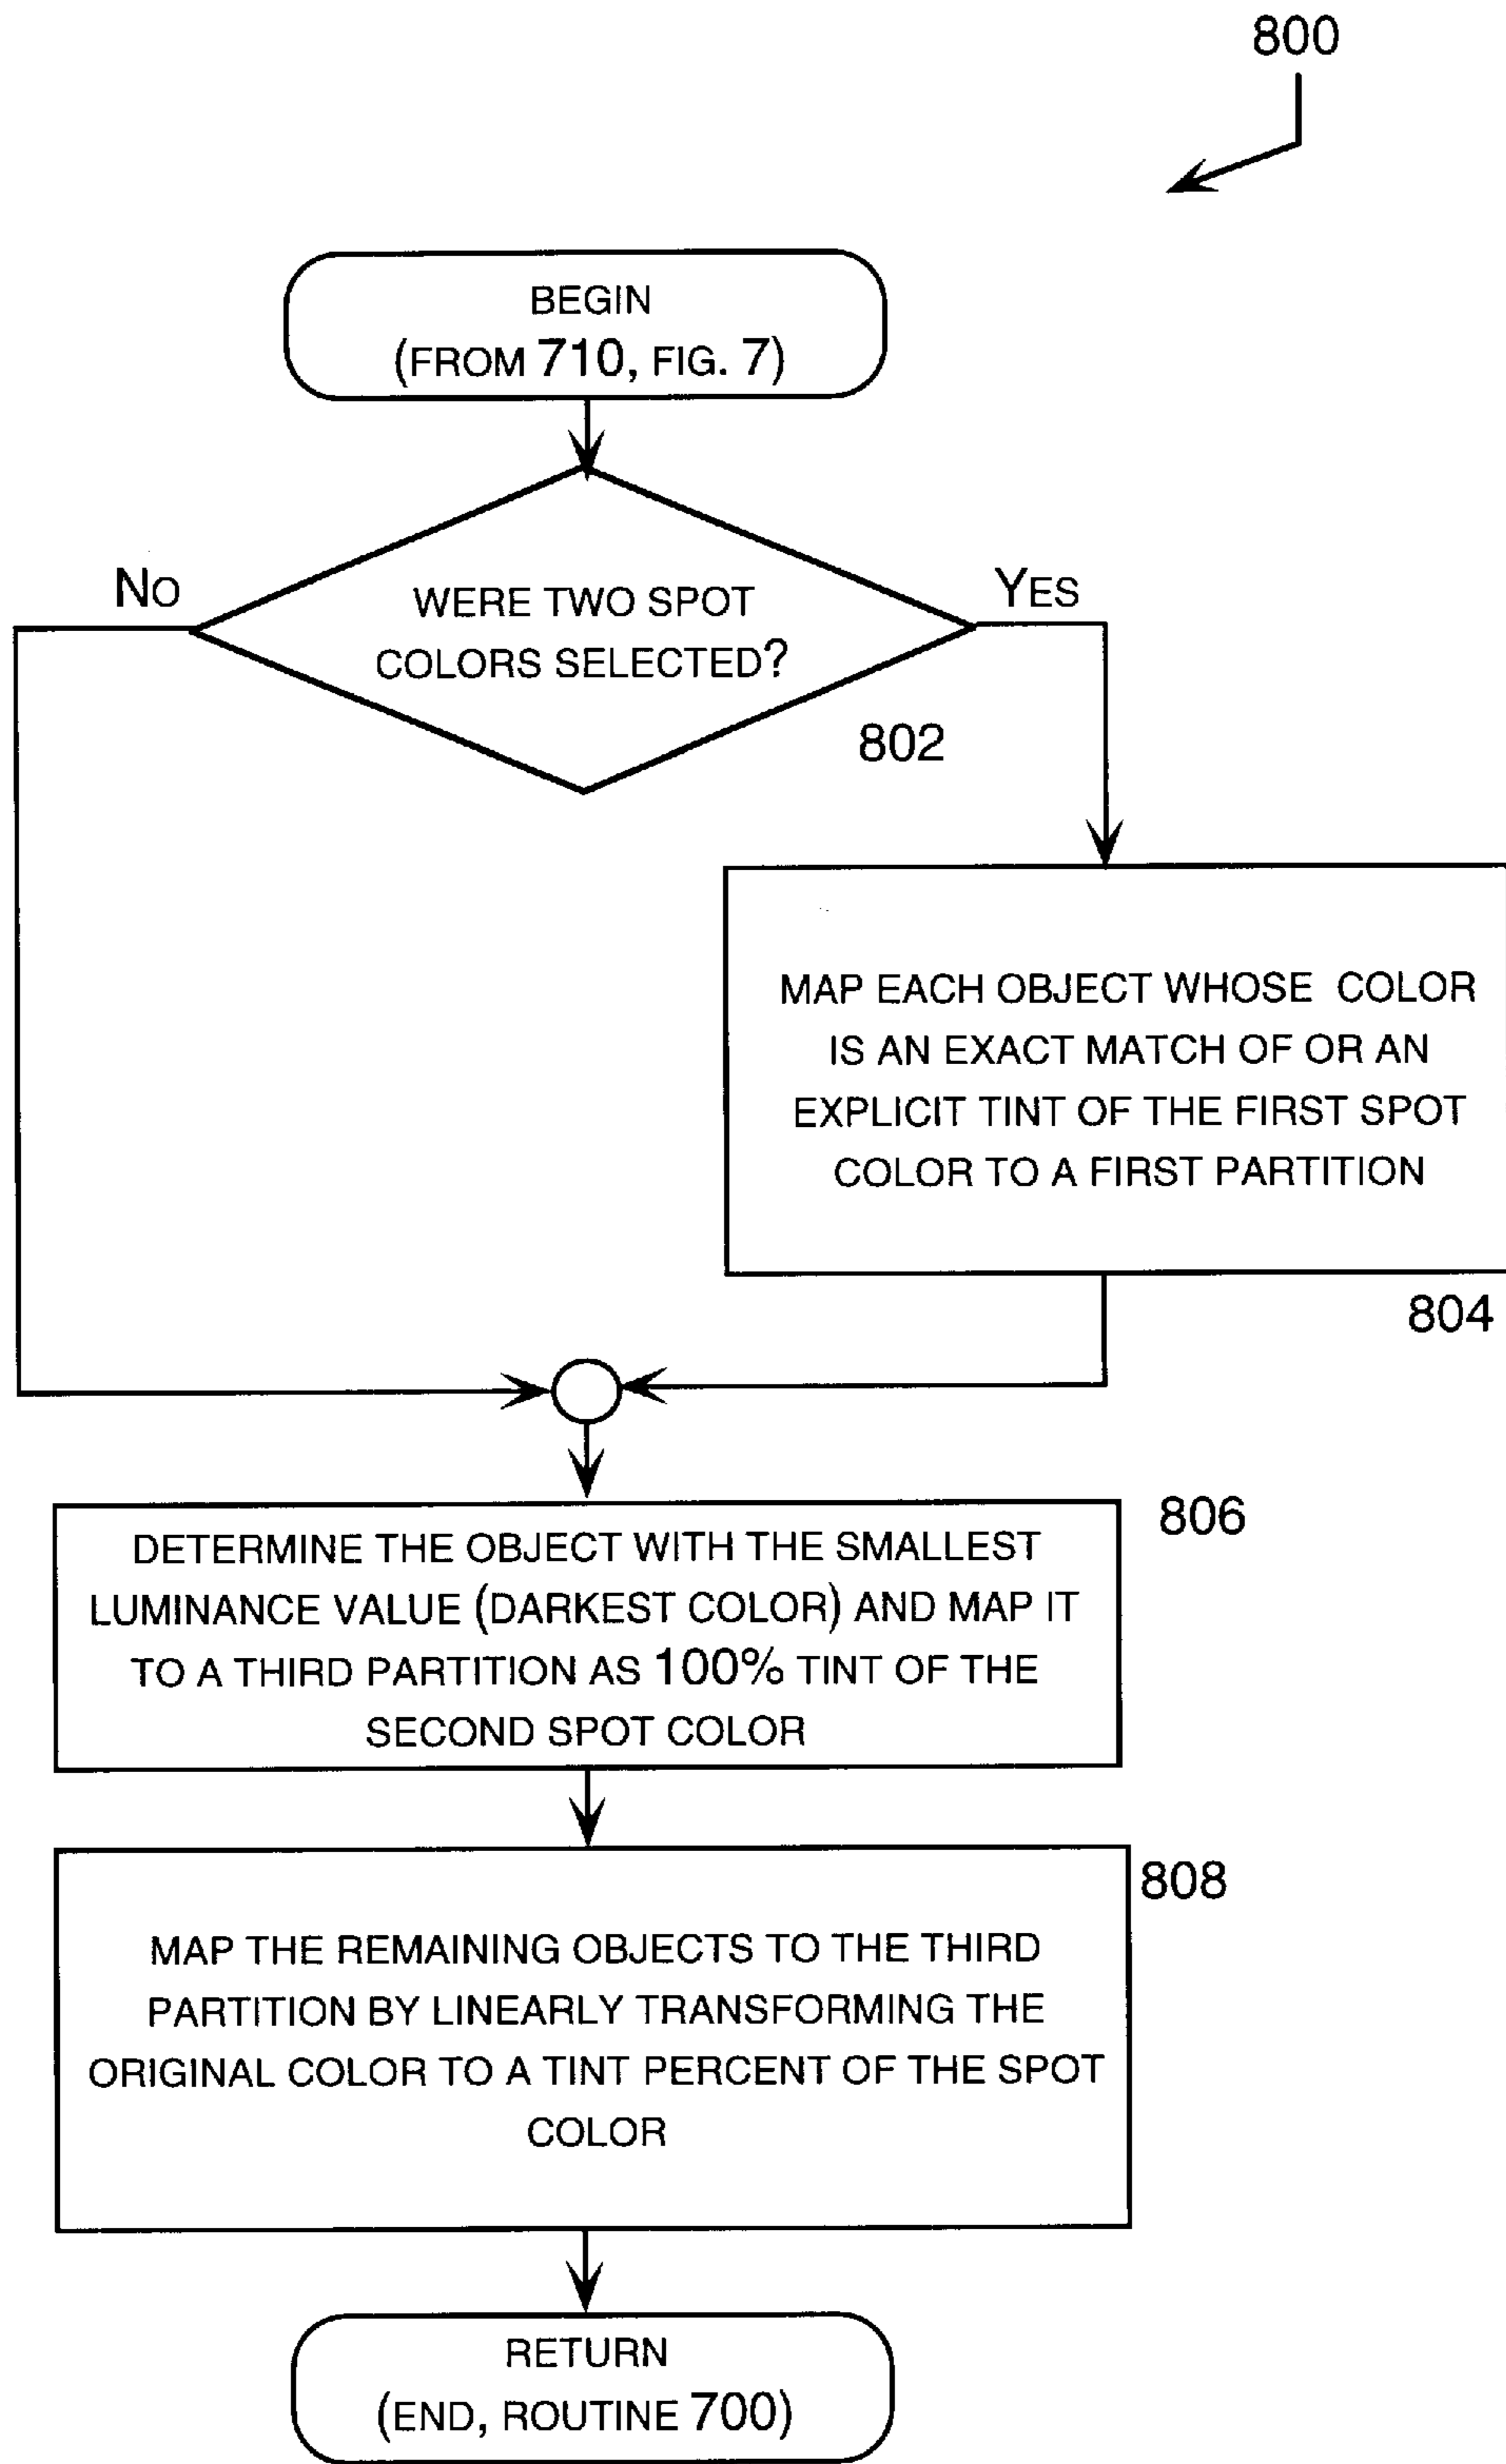 800
BEGIN
(FROM 710, FIG. 7)
NO
YES
WERE TWO SPOT
COLORS SELECTED?
802
MAP EACH OBJECT WHOSE COLOR
IS AN EXACT MATCH OF OR AN
EXPLICIT TINT OF THE FIRST SPOT
COLOR TO A FIRST PARTITION
804
806
DETERMINE THE OBJECT WITH THE SMALLEST
LUMINANCE VALUE (DARKEST COLOR) AND MAP IT
TO A THIRD PARTITION AS 100% TINT OF THE
SECOND SPOT COLOR
808
MAP THE REMAINING OBJECTS TO THE THIRD
PARTITION BY LINEARLY TRANSFORMING THE
ORIGINAL COLOR TO A TINT PERCENT OF THE SPOT
COLOR
RETURN
(END, ROUTINE 700)